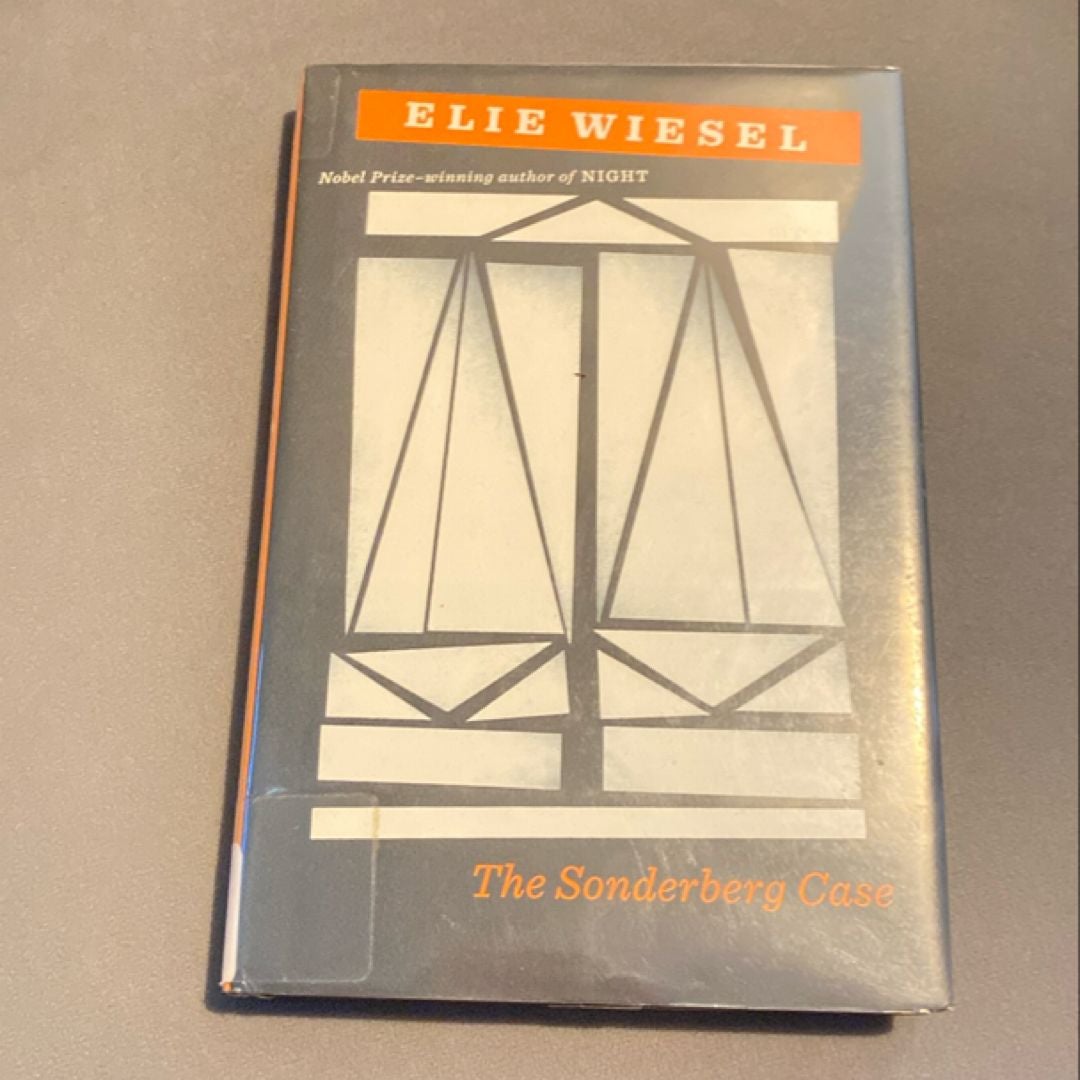 ELIE WIESEL
Nobel Prize–winning author of NIGHT
The Sonderberg Case